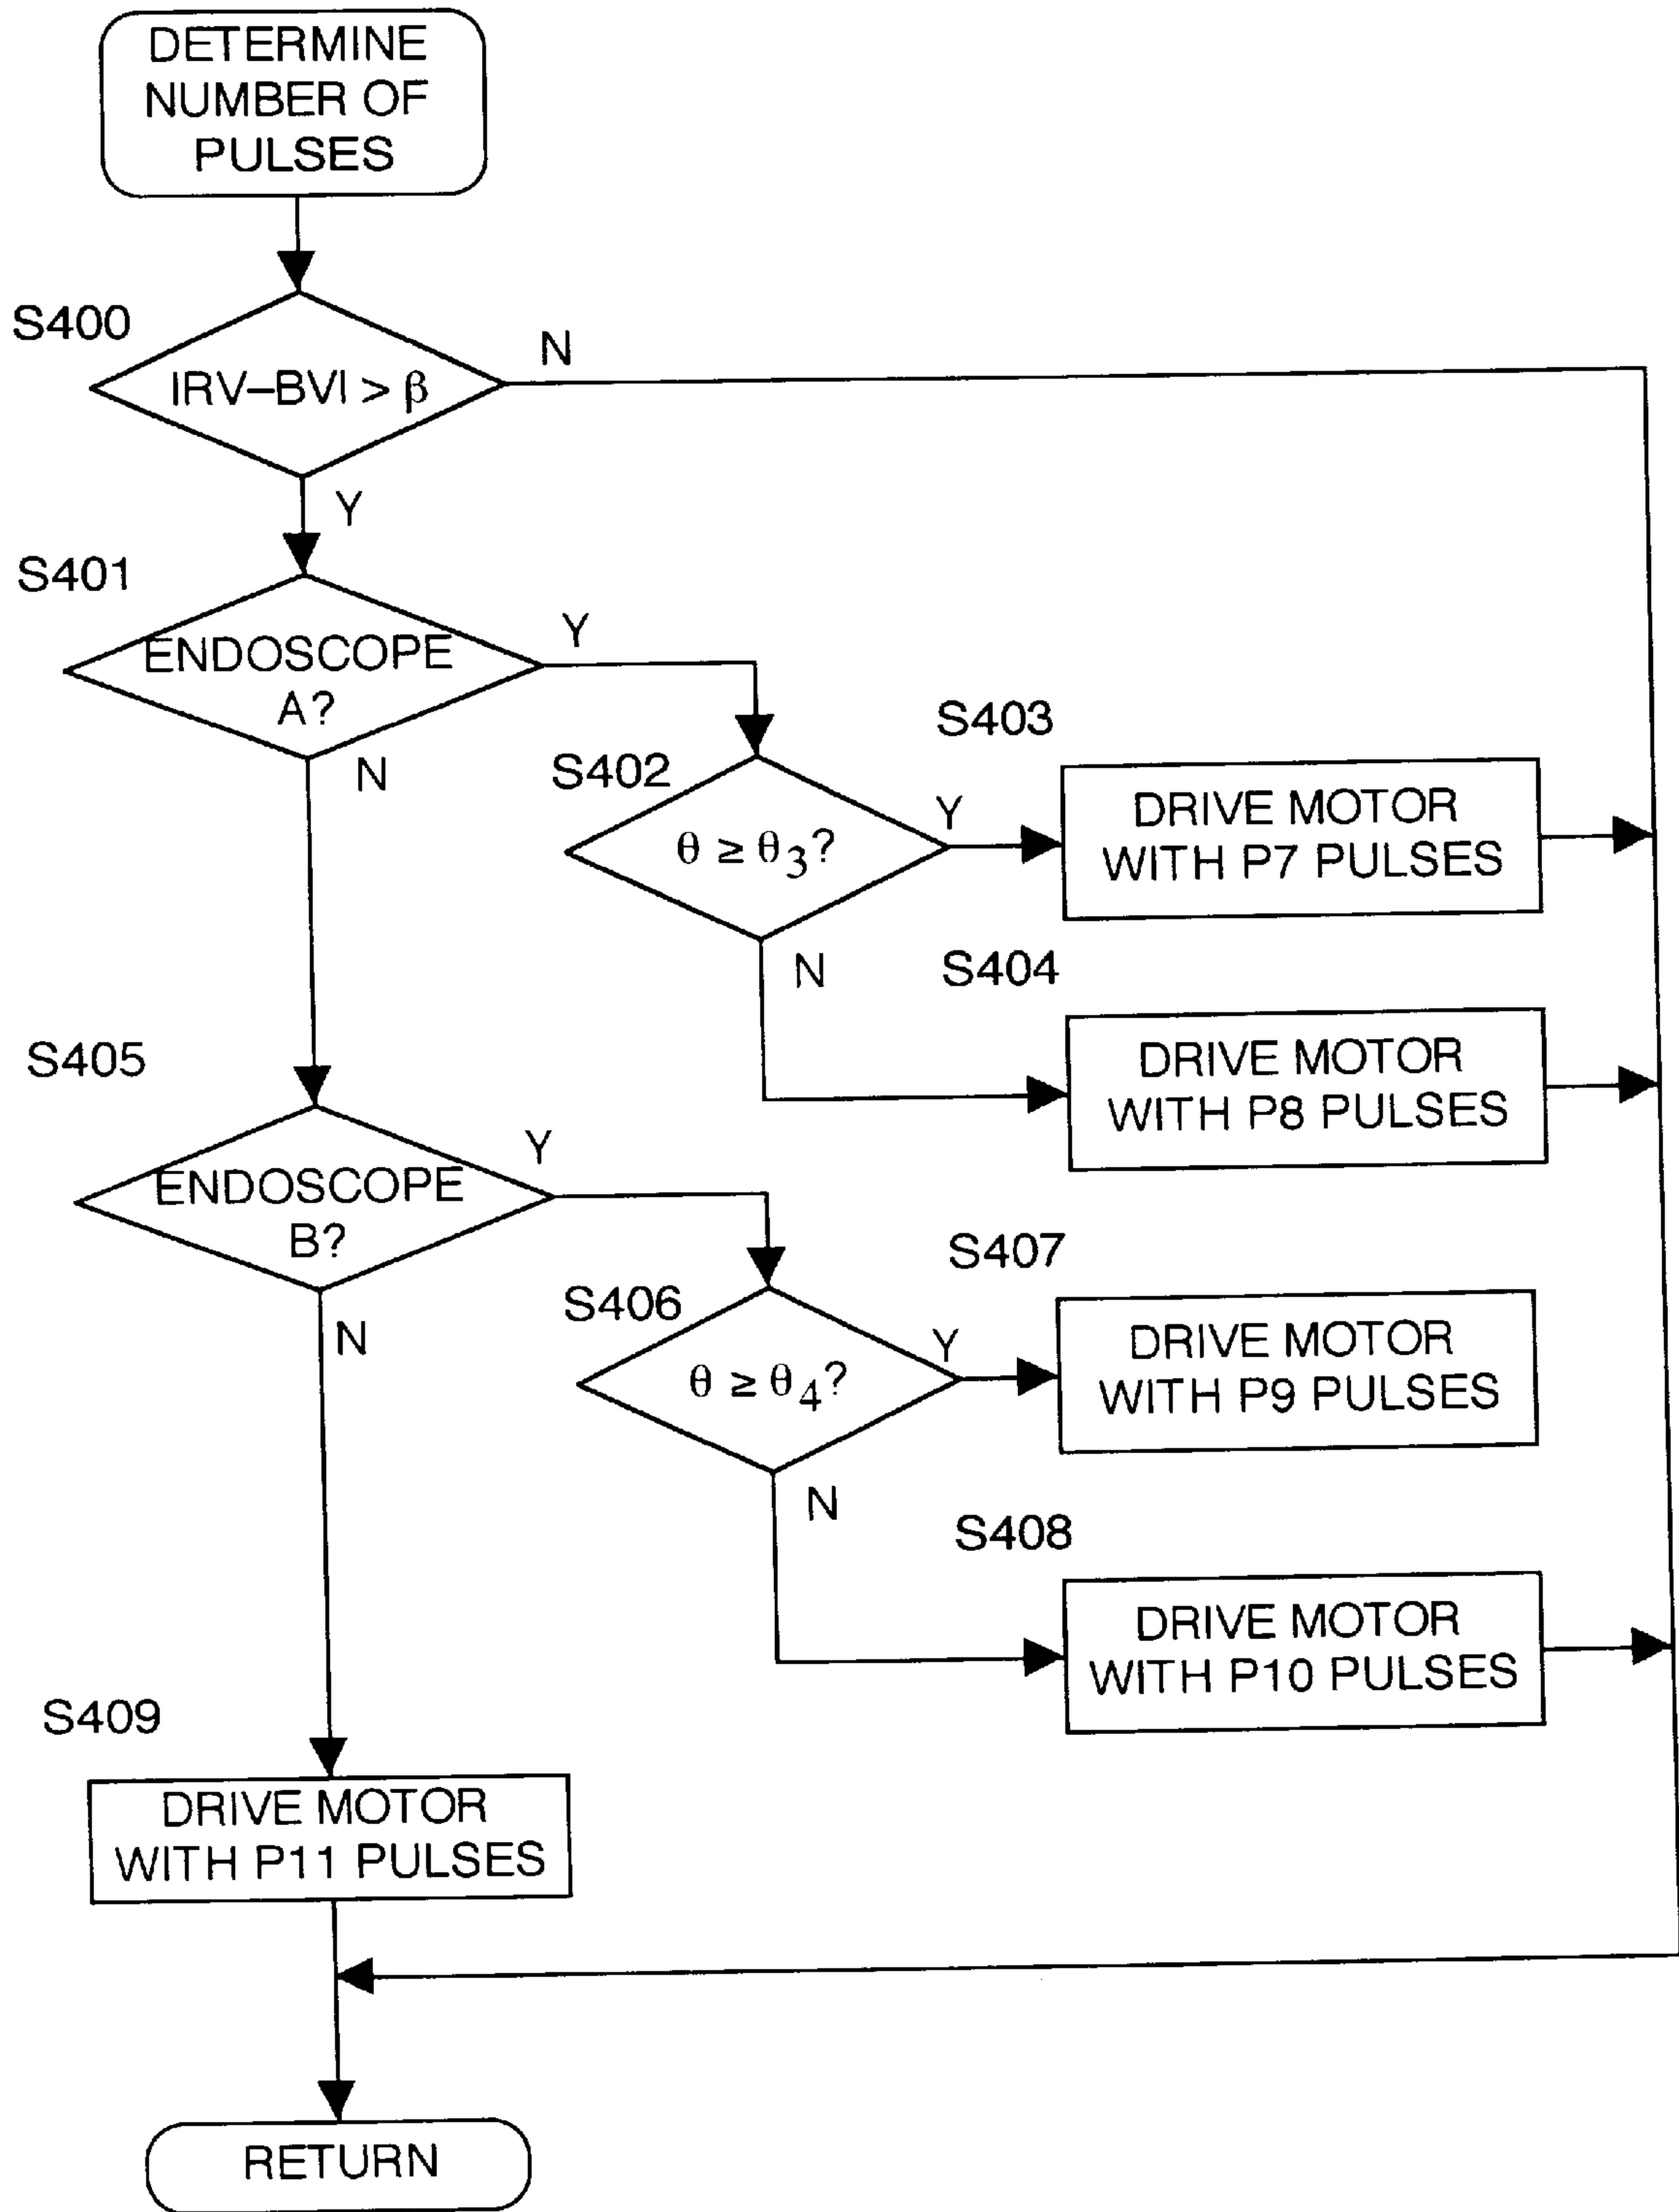 DETERMINE
NUMBER OF
PULSES
S400
IRV–BVI > β
N
Y
S401
ENDOSCOPE
A?
Y
N
S402
θ ≥ θ3?
Y
N
S403
DRIVE MOTOR
WITH P7 PULSES
S404
DRIVE MOTOR
WITH P8 PULSES
S405
ENDOSCOPE
B?
Y
N
S406
θ ≥ θ4?
Y
N
S407
DRIVE MOTOR
WITH P9 PULSES
S408
DRIVE MOTOR
WITH P10 PULSES
S409
DRIVE MOTOR
WITH P11 PULSES
RETURN